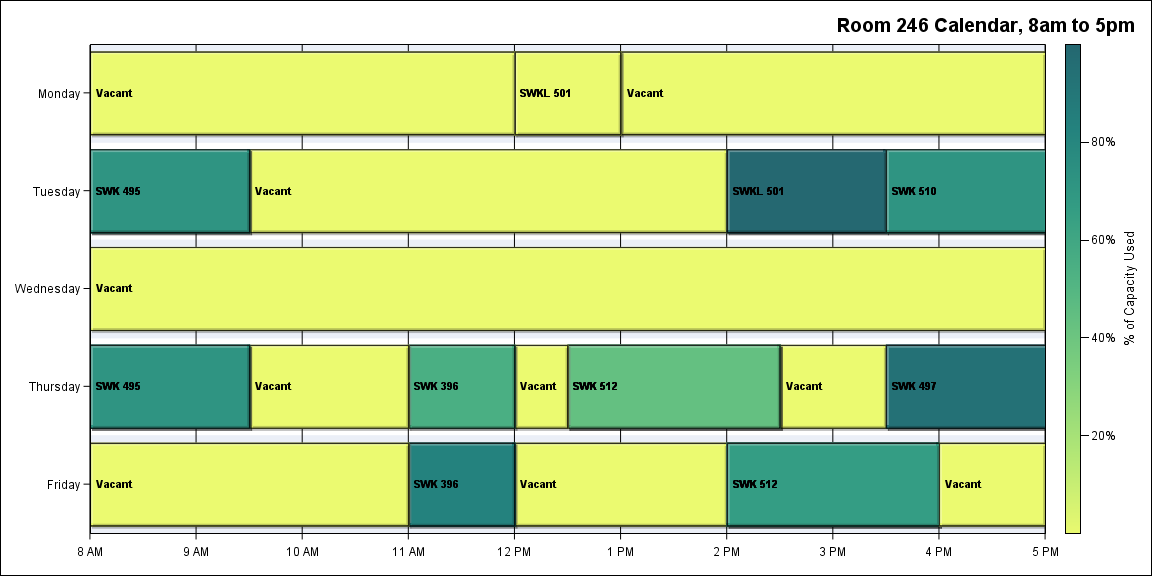 Room 246 Calendar, 8am to 5pm
Monday
Vacant
SWKL 501
Vacant
Tuesday
SWK 495
Vacant
SWKL 501
SWK 510
Wednesday
Vacant
Thursday
SWK 495
Vacant
SWK 396
Vacant
SWK 512
Vacant
SWK 497
Friday
Vacant
SWK 396
Vacant
SWK 512
Vacant
8 AM
9 AM
10 AM
11 AM
12 PM
1 PM
2 PM
3 PM
4 PM
5 PM
80%
60%
40%
20%
% of Capacity Used